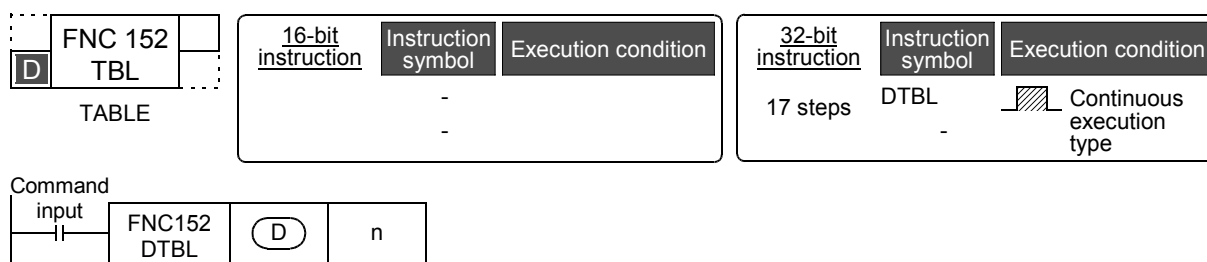 FNC 152
D
TBL
TABLE
16-bit
instruction
Instruction
symbol
Execution condition
-
-
32-bit
instruction
Instruction
symbol
Execution condition
17 steps
DTBL
Continuous
execution
type
-
Command
input
FNC152
DTBL
D
n